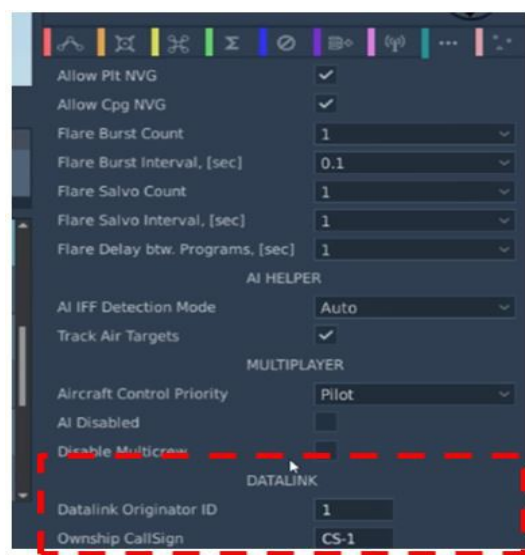 Σ
Allow Plt NVG
Allow Cpg NVG
Flare Burst Count 1
Flare Burst Interval, [sec] 0.1
Flare Salvo Count 1
Flare Salvo Interval, [sec] 1
Flare Delay btw. Programs, [sec] 1
AI HELPER
AI IFF Detection Mode Auto
Track Air Targets
MULTIPLAYER
Aircraft Control Priority Pilot
AI Disabled
Disable Multicrew
DATALINK
Datalink Originator ID 1
Ownship CallSign CS-1